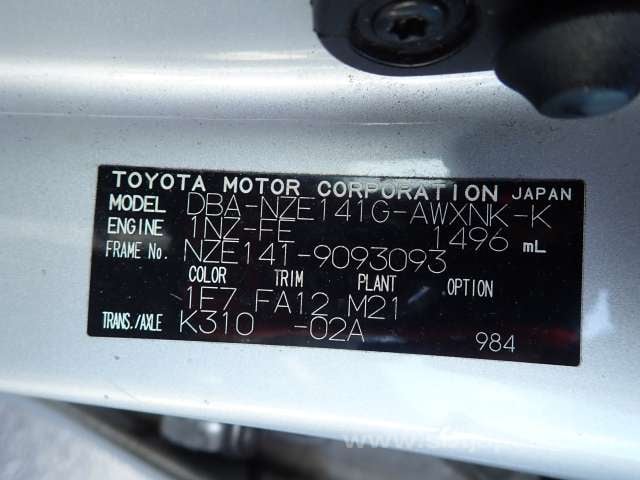 TOYOTA MOTOR CORPORATION JAPAN
MODEL DBA-NZE141G-AWXNK-K
ENGINE 1NZ-FE 1496 mL
FRAME No. NZE141-9093093
COLOR TRIM PLANT OPTION
1F7 FA12 M21
TRANS./AXLE K310 -02A 984